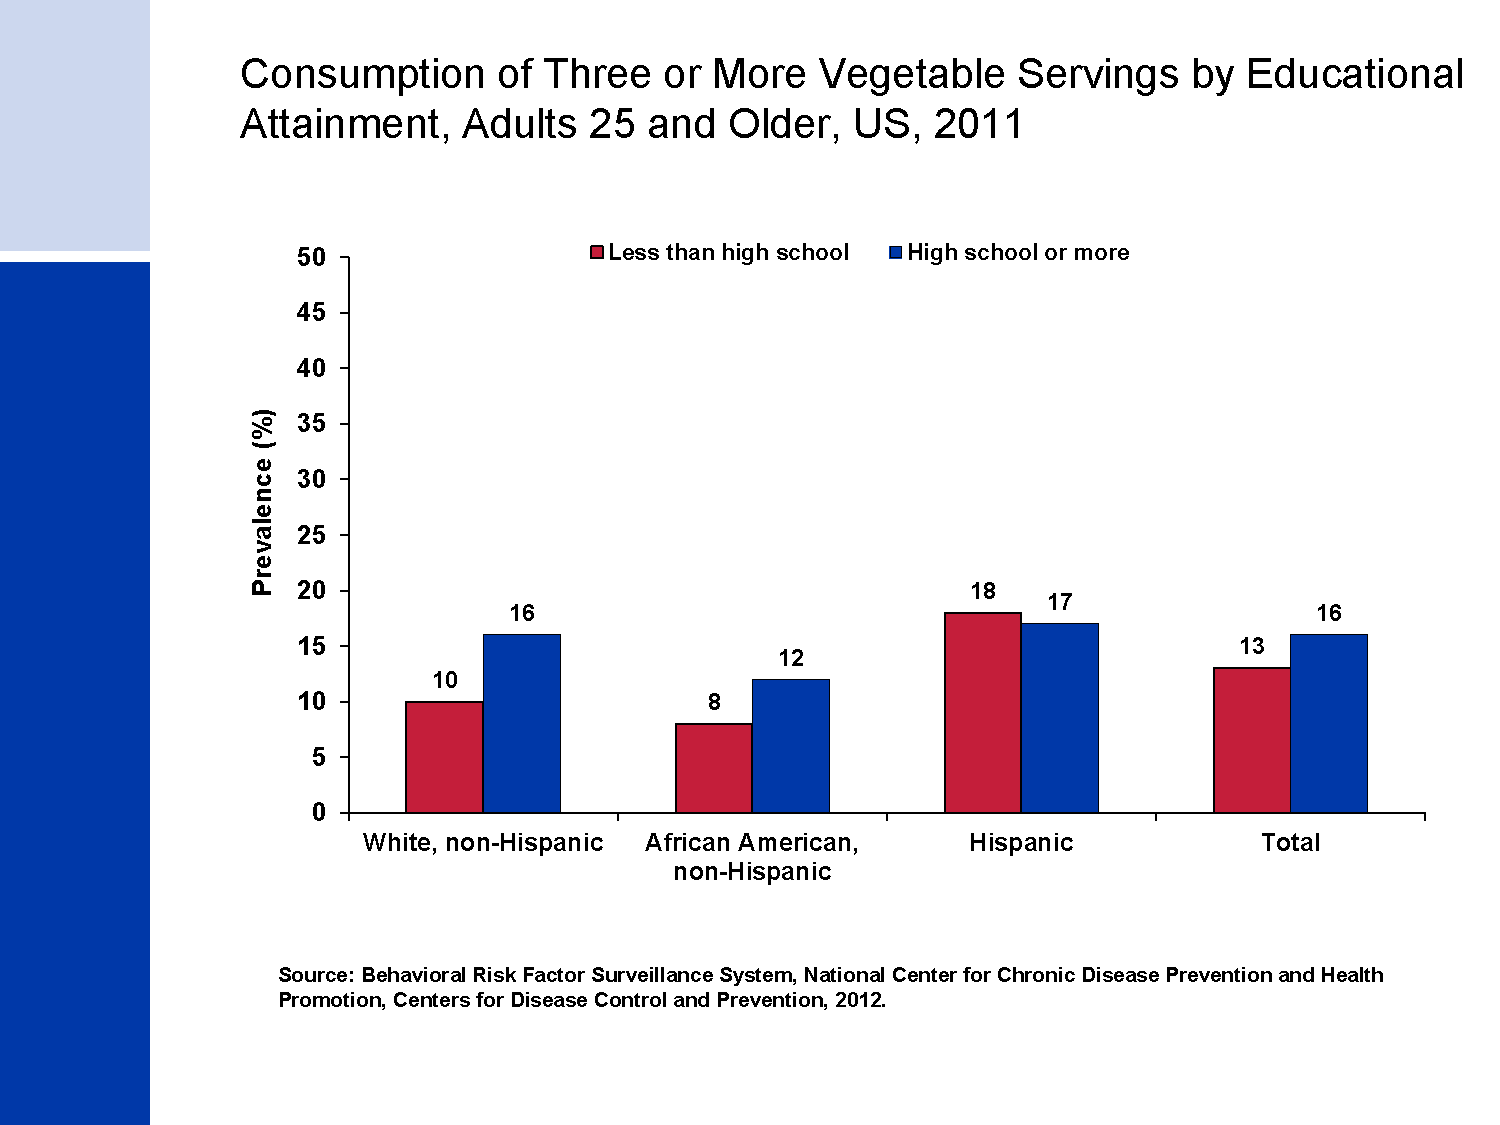 Consumption of Three or More Vegetable Servings by Educational
Attainment, Adults 25 and Older, US, 2011
Less than high school
High school or more
Prevalence (%)
50
45
40
35
30
25
20
15
10
5
0
10
16
8
12
18
17
13
16
White, non-Hispanic
African American,
non-Hispanic
Hispanic
Total
Source: Behavioral Risk Factor Surveillance System, National Center for Chronic Disease Prevention and Health
Promotion, Centers for Disease Control and Prevention, 2012.